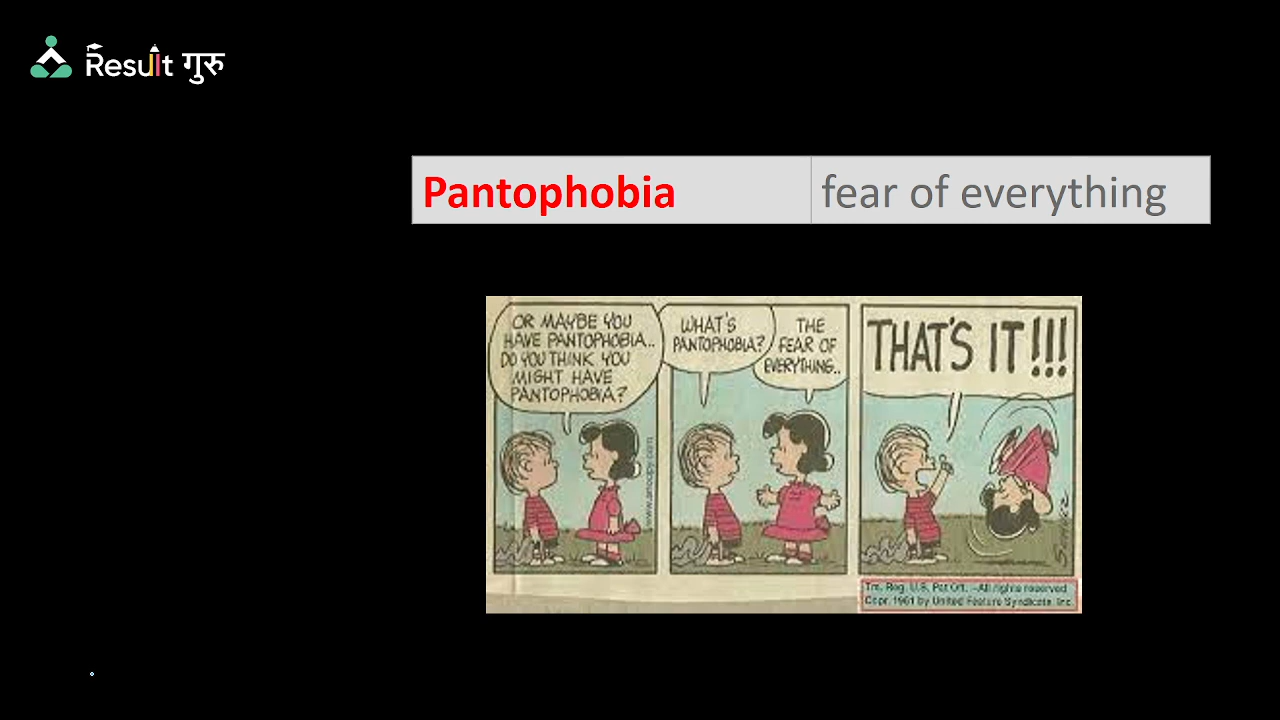 Result गुरु
Pantophobia
fear of everything
OR MAYBE YOU
HAVE PANTOPHOBIA..
DO YOU THINK YOU
MIGHT HAVE
PANTOPHOBIA?
WHAT'S
PANTOPHOBIA?
THE
FEAR OF
EVERYTHING..
THAT'S IT!!!
Tm. Reg. U.S. Pat Off. -All rights reserved
Copr. 1961 by United Feature Syndicate, Inc